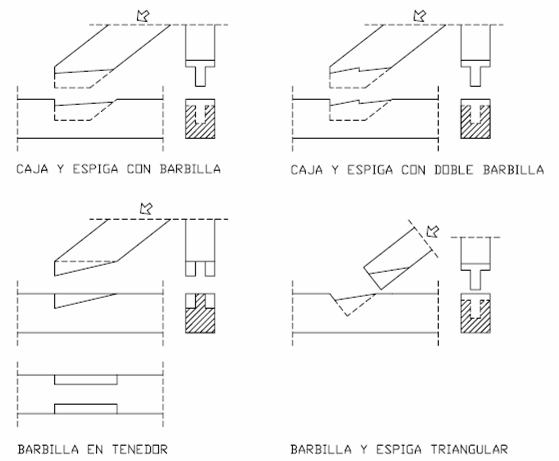 CAJA Y ESPIGA CON BARBILLA
CAJA Y ESPIGA CON DOBLE BARBILLA
BARBILLA EN TENEDOR
BARBILLA Y ESPIGA TRIANGULAR